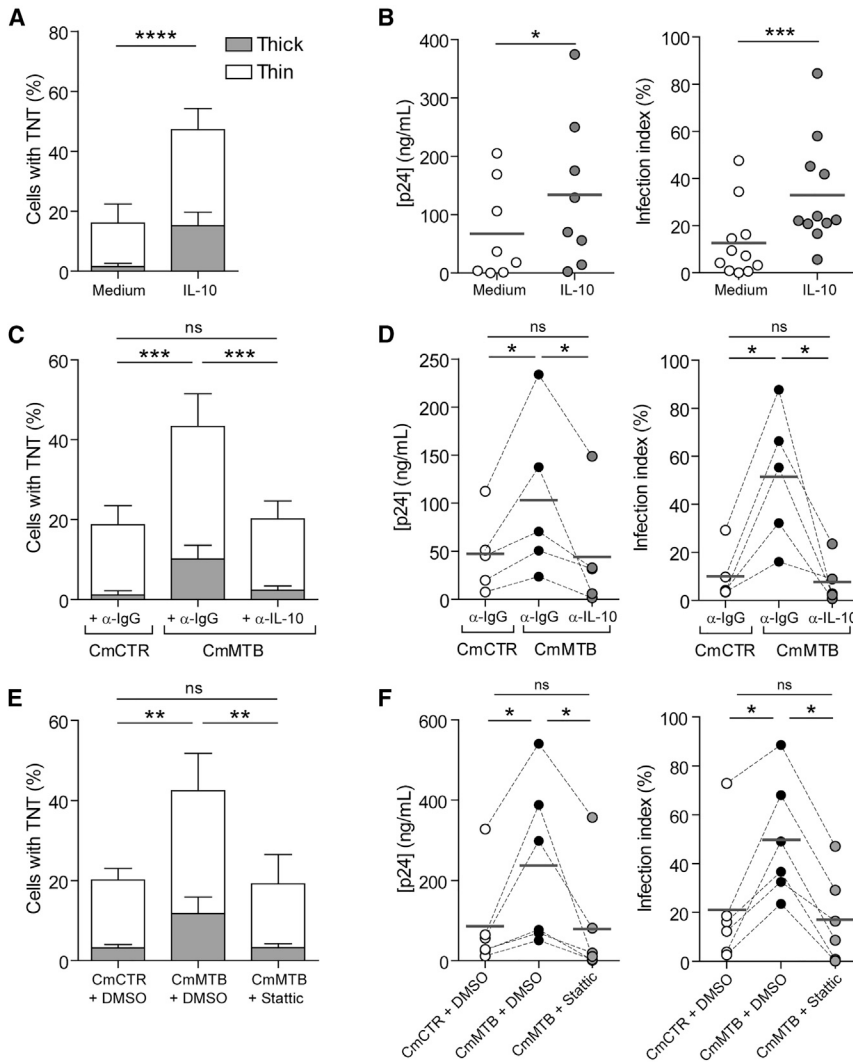 A
Cells with TNT (%)
80
60
40
20
0
****
Thick
Thin
Medium
IL-10
B
[p24] (ng/mL)
400
300
200
100
0
*
Medium
IL-10
Infection index (%)
100
80
60
40
20
0
***
Medium
IL-10
C
Cells with TNT (%)
60
40
20
0
ns
***
***
+ α-IgG
+ α-IgG
+ α-IL-10
CmCTR
CmMTB
D
[p24] (ng/mL)
250
200
150
100
50
0
ns
*
*
α-IgG
α-IgG
α-IL-10
CmCTR
CmMTB
Infection index (%)
100
80
60
40
20
0
ns
*
*
α-IgG
α-IgG
α-IL-10
CmCTR
CmMTB
E
Cells with TNT (%)
60
40
20
0
ns
**
**
CmCTR
+ DMSO
CmMTB
+ DMSO
CmMTB
+ Stattic
F
[p24] (ng/mL)
600
400
200
0
ns
*
*
CmCTR + DMSO
CmMTB + DMSO
CmMTB + Stattic
Infection index (%)
100
80
60
40
20
0
ns
*
*
CmCTR + DMSO
CmMTB + DMSO
CmMTB + Stattic